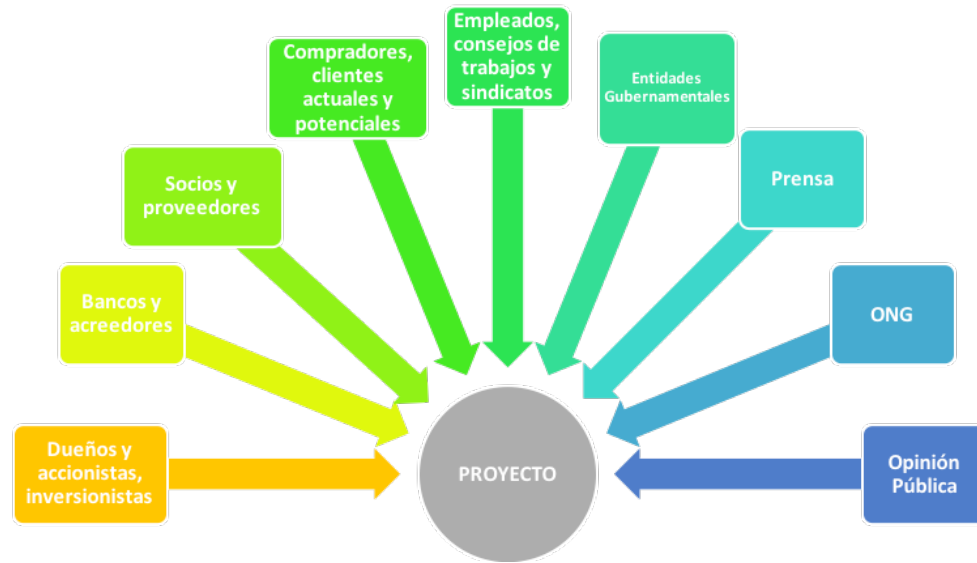 Empleados,
consejos de
trabajos y
sindicatos
Compradores,
clientes
actuales y
potenciales
Entidades
Gubernamentales
Socios y
proveedores
Prensa
Bancos y
acreedores
ONG
Dueños y
accionistas,
inversionistas
PROYECTO
Opinión
Pública